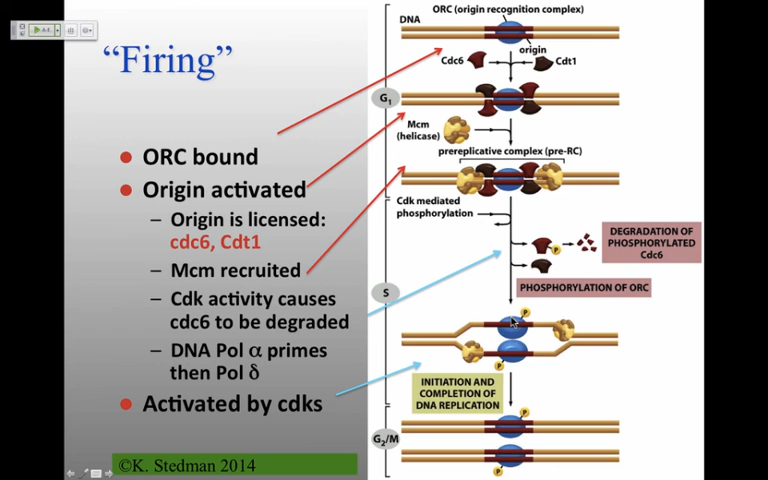 “Firing”
• ORC bound
• Origin activated
– Origin is licensed:
cdc6, Cdt1
– Mcm recruited
– Cdk activity causes
cdc6 to be degraded
– DNA Pol α primes
then Pol δ
• Activated by cdks
©K. Stedman 2014
ORC (origin recognition complex)
DNA
origin
Cdc6
Cdt1
G1
Mcm
(helicase)
prereplicative complex (pre-RC)
Cdk mediated
phosphorylation
P
DEGRADATION OF
PHOSPHORYLATED
Cdc6
PHOSPHORYLATION OF ORC
S
P
P
INITIATION AND
COMPLETION OF
DNA REPLICATION
P
G2/M
P